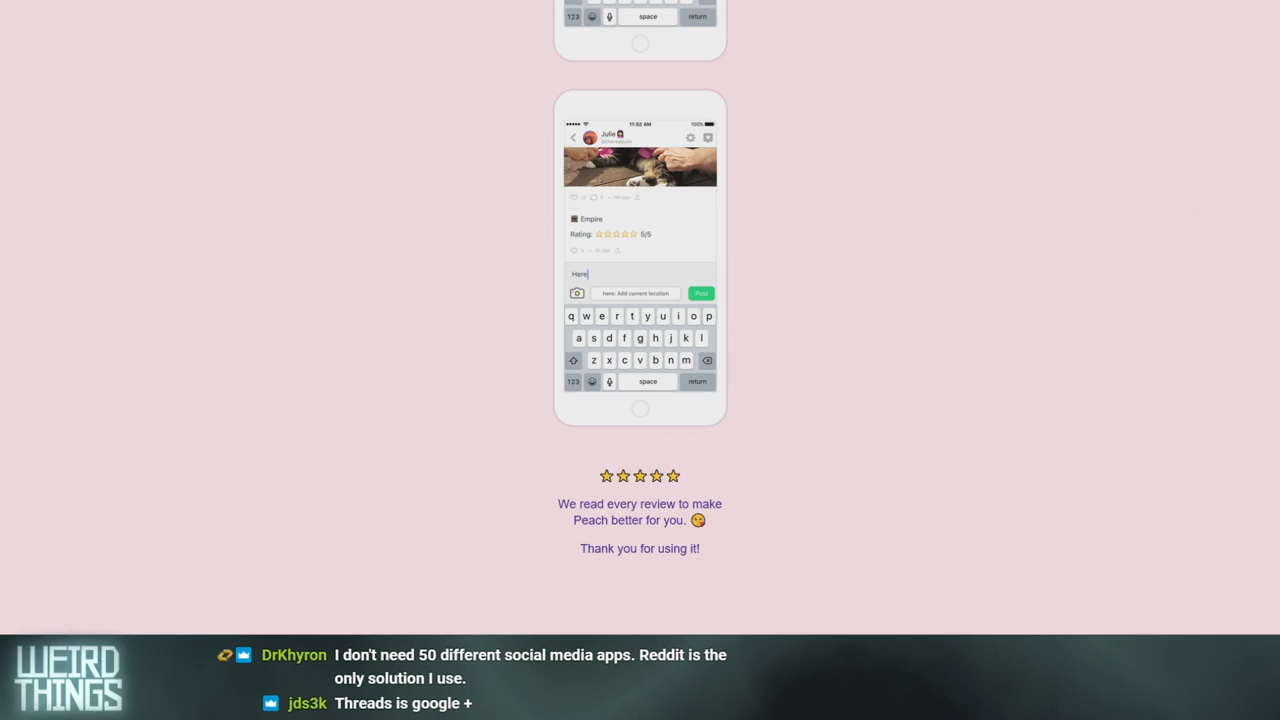 123 space return
11:52 AM 100%
Julie
Empire
Rating: ☆☆☆☆☆ 5/5
Here
here: Add current location Post
q w e r t y u i o p
a s d f g h j k l
z x c v b n m
123 space return
We read every review to make
Peach better for you. 😘
Thank you for using it!
WEIRD
THINGS
DrKhyron I don't need 50 different social media apps. Reddit is the
only solution I use.
jds3k Threads is google +